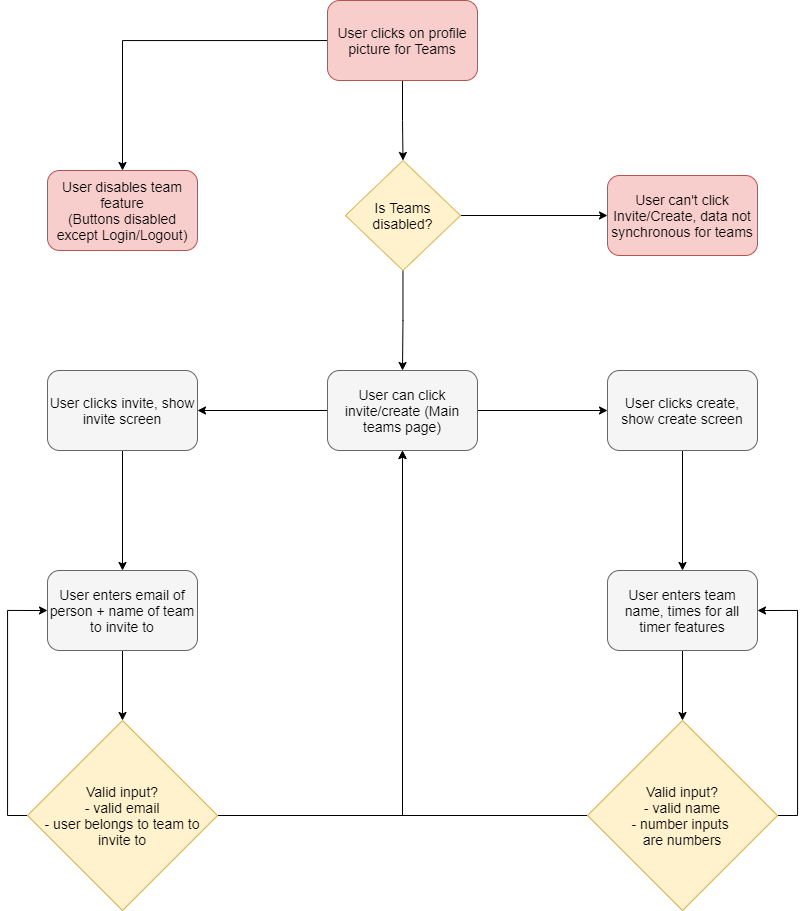 User clicks on profile
picture for Teams
User disables team
feature
(Buttons disabled
except Login/Logout)
Is Teams
disabled?
User can't click
Invite/Create, data not
synchronous for teams
User clicks invite, show
invite screen
User can click
invite/create (Main
teams page)
User clicks create,
show create screen
User enters email of
person + name of team
to invite to
User enters team
name, times for all
timer features
Valid input?
- valid email
- user belongs to team to
invite to
Valid input?
- valid name
- number inputs
are numbers